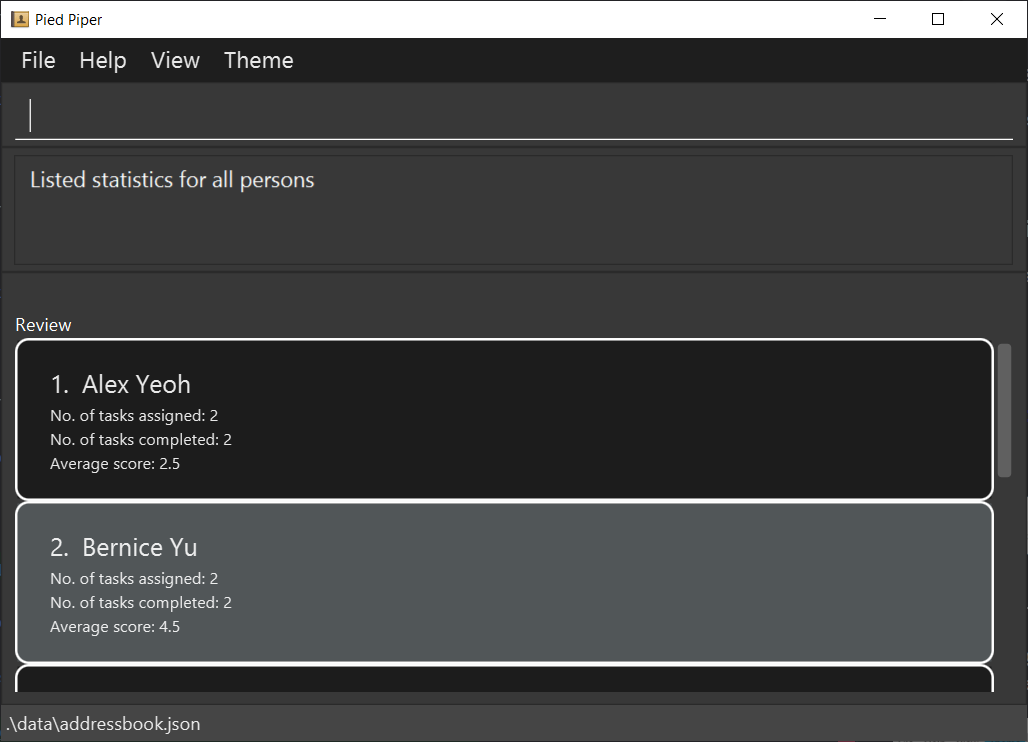 Pied Piper
File Help View Theme
Listed statistics for all persons
Review
1. Alex Yeoh
No. of tasks assigned: 2
No. of tasks completed: 2
Average score: 2.5
2. Bernice Yu
No. of tasks assigned: 2
No. of tasks completed: 2
Average score: 4.5
.\data\addressbook.json